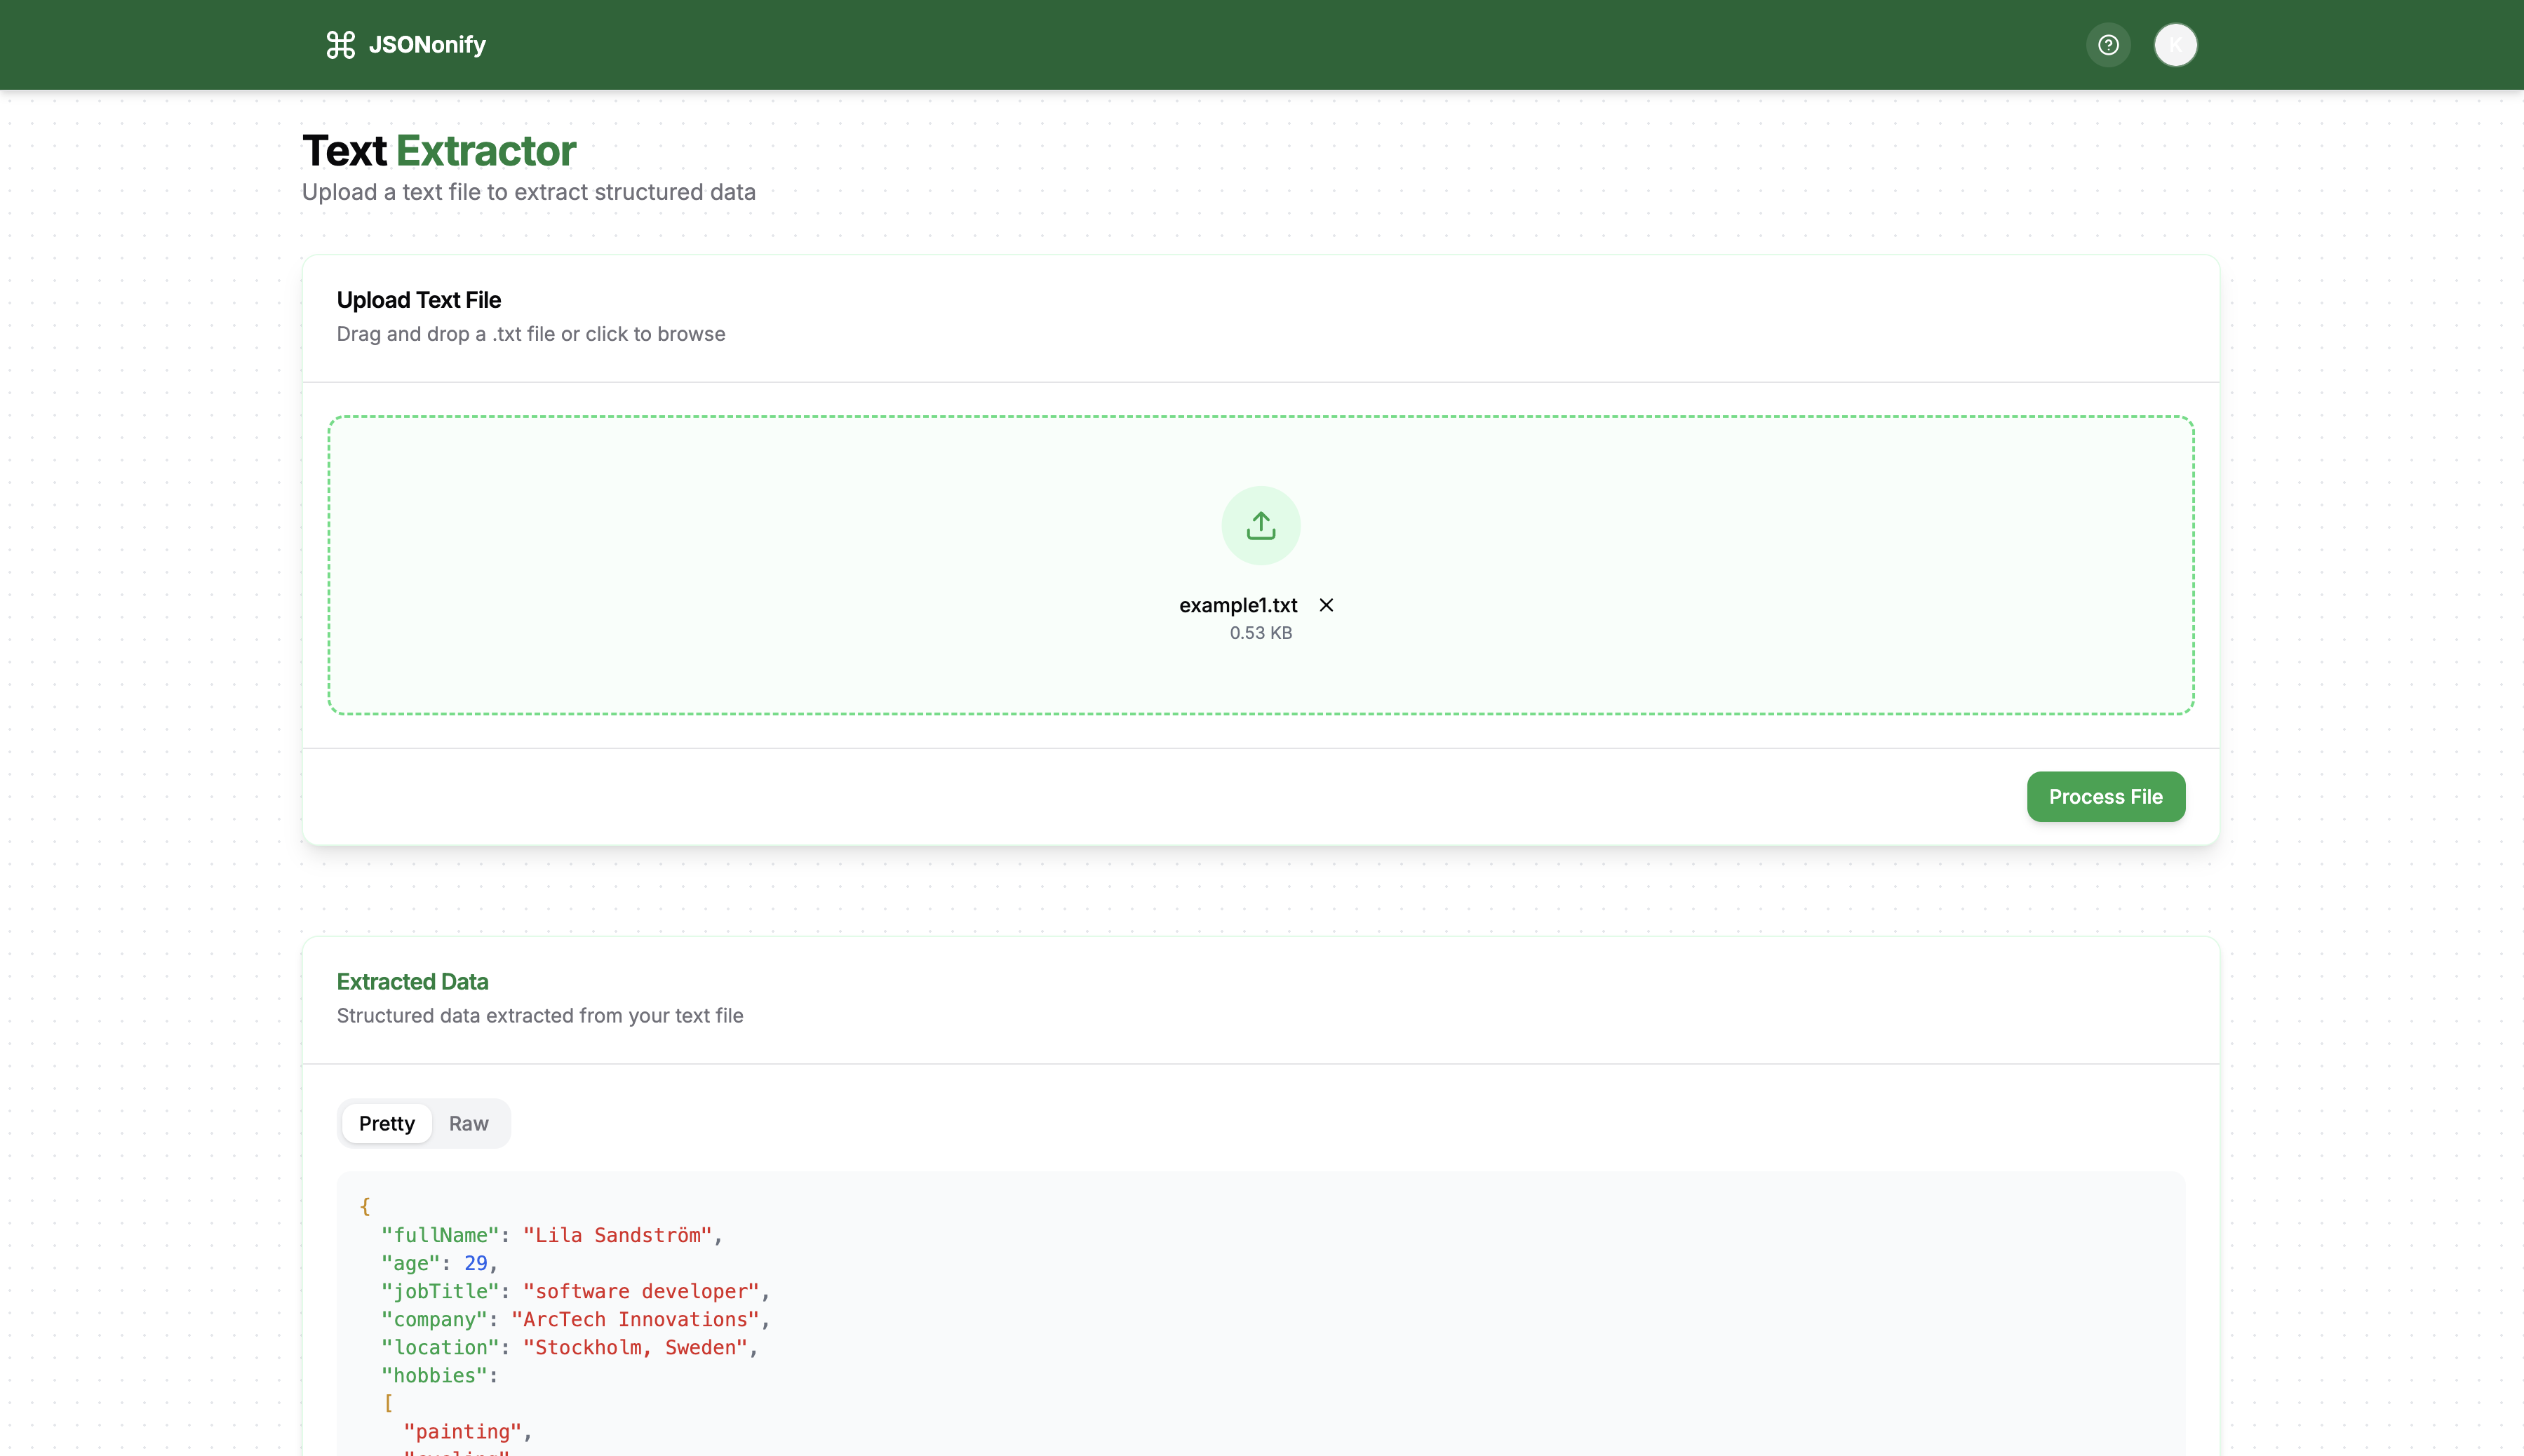 JSONonify
K
Text Extractor
Upload a text file to extract structured data
Upload Text File
Drag and drop a .txt file or click to browse
example1.txt
0.53 KB
Process File
Extracted Data
Structured data extracted from your text file
Pretty Raw
{
"fullName": "Lila Sandström",
"age": 29,
"jobTitle": "software developer",
"company": "ArcTech Innovations",
"location": "Stockholm, Sweden",
"hobbies":
[
"painting",